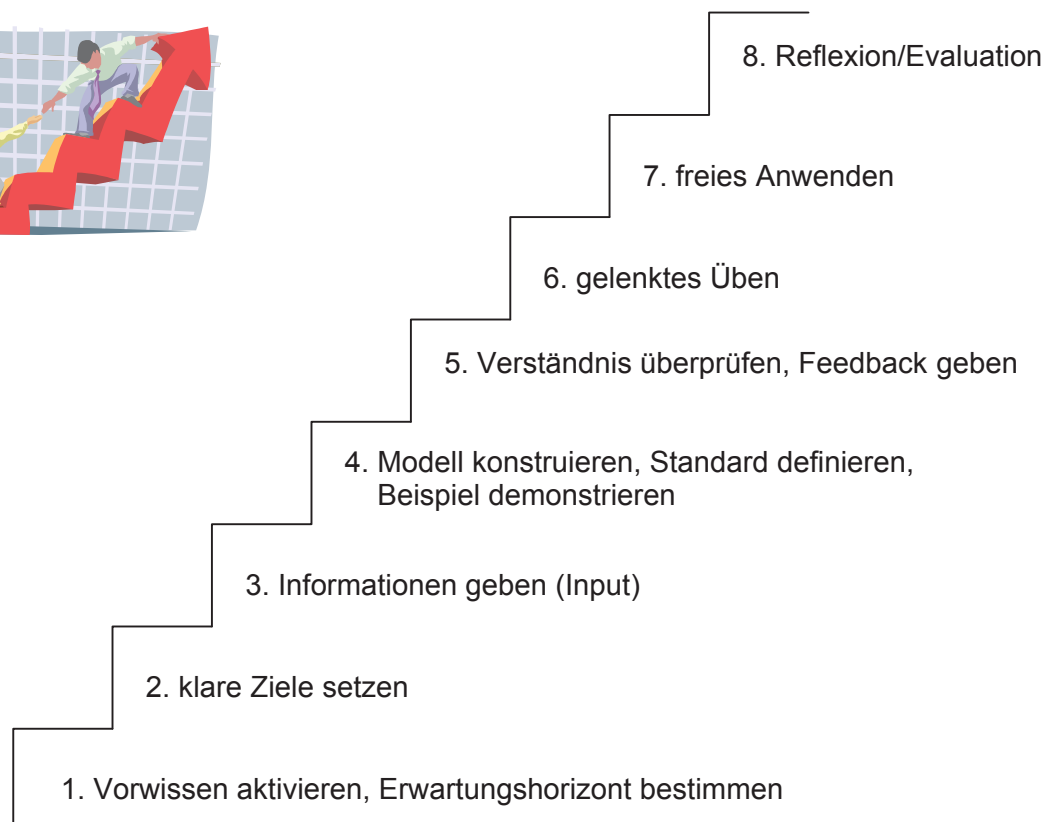 8. Reflexion/Evaluation
7. freies Anwenden
6. gelenktes Üben
5. Verständnis überprüfen, Feedback geben
4. Modell konstruieren, Standard definieren,
Beispiel demonstrieren
3. Informationen geben (Input)
2. klare Ziele setzen
1. Vorwissen aktivieren, Erwartungshorizont bestimmen